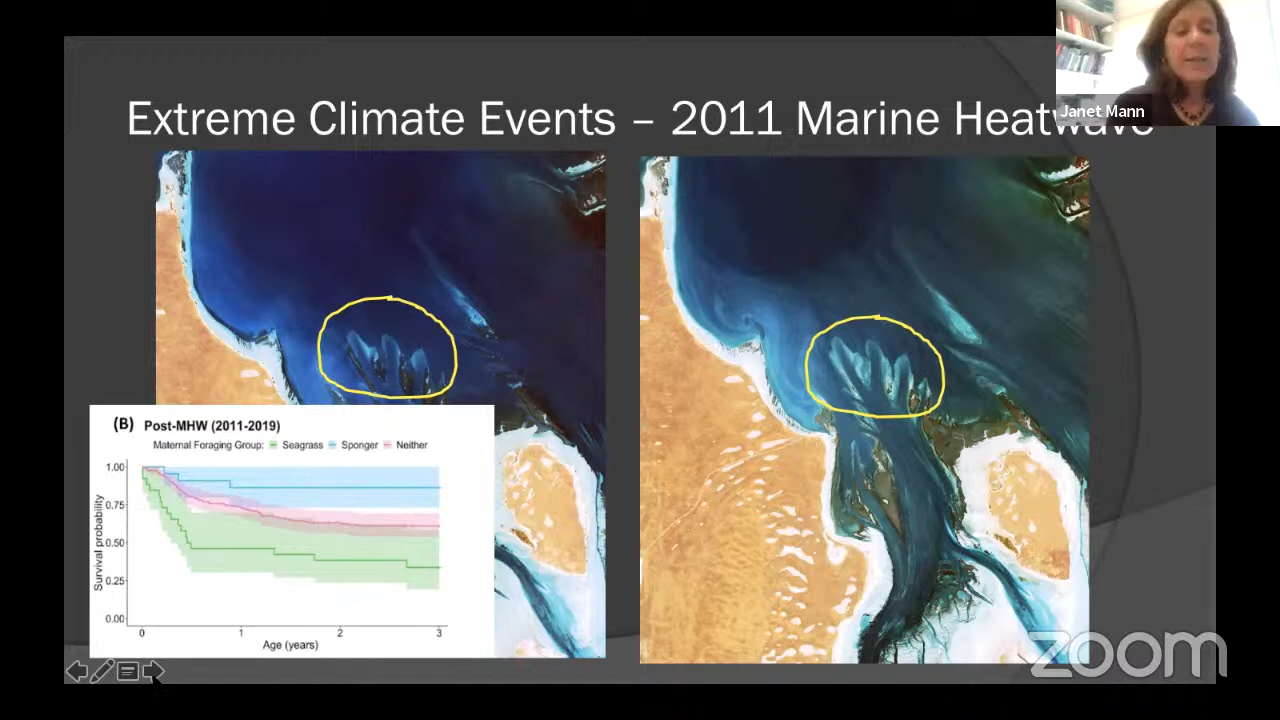 Extreme Climate Events – 2011 Marine Heatwave
Janet Mann
(B) Post-MHW (2011-2019)
Maternal Foraging Group: Seagrass Sponger Neither
1.00
0.75
0.50
0.25
0.00
Survival probability
0 1 2 3
Age (years)
zoom